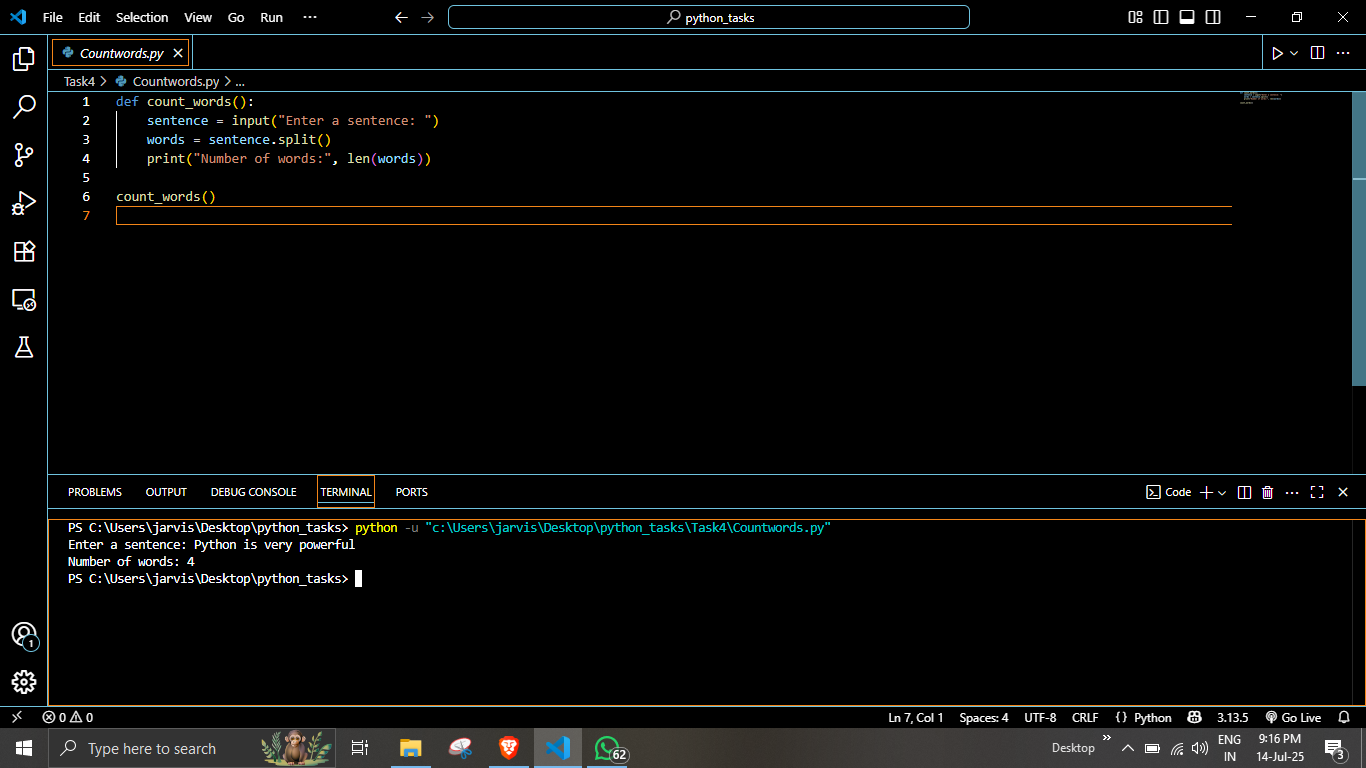 File Edit Selection View Go Run ··· python_tasks
Countwords.py
Task4 > Countwords.py > ...
1 def count_words():
2     sentence = input("Enter a sentence: ")
3     words = sentence.split()
4     print("Number of words:", len(words))
5
6 count_words()
7
PROBLEMS OUTPUT DEBUG CONSOLE TERMINAL PORTS Code
PS C:\Users\jarvis\Desktop\python_tasks> python -u "c:\Users\jarvis\Desktop\python_tasks\Task4\Countwords.py"
Enter a sentence: Python is very powerful
Number of words: 4
PS C:\Users\jarvis\Desktop\python_tasks>
1
0 0 Ln 7, Col 1 Spaces: 4 UTF-8 CRLF {} Python 3.13.5 Go Live
Type here to search 62 Desktop ENG 9:16 PM
IN 14-Jul-25 3